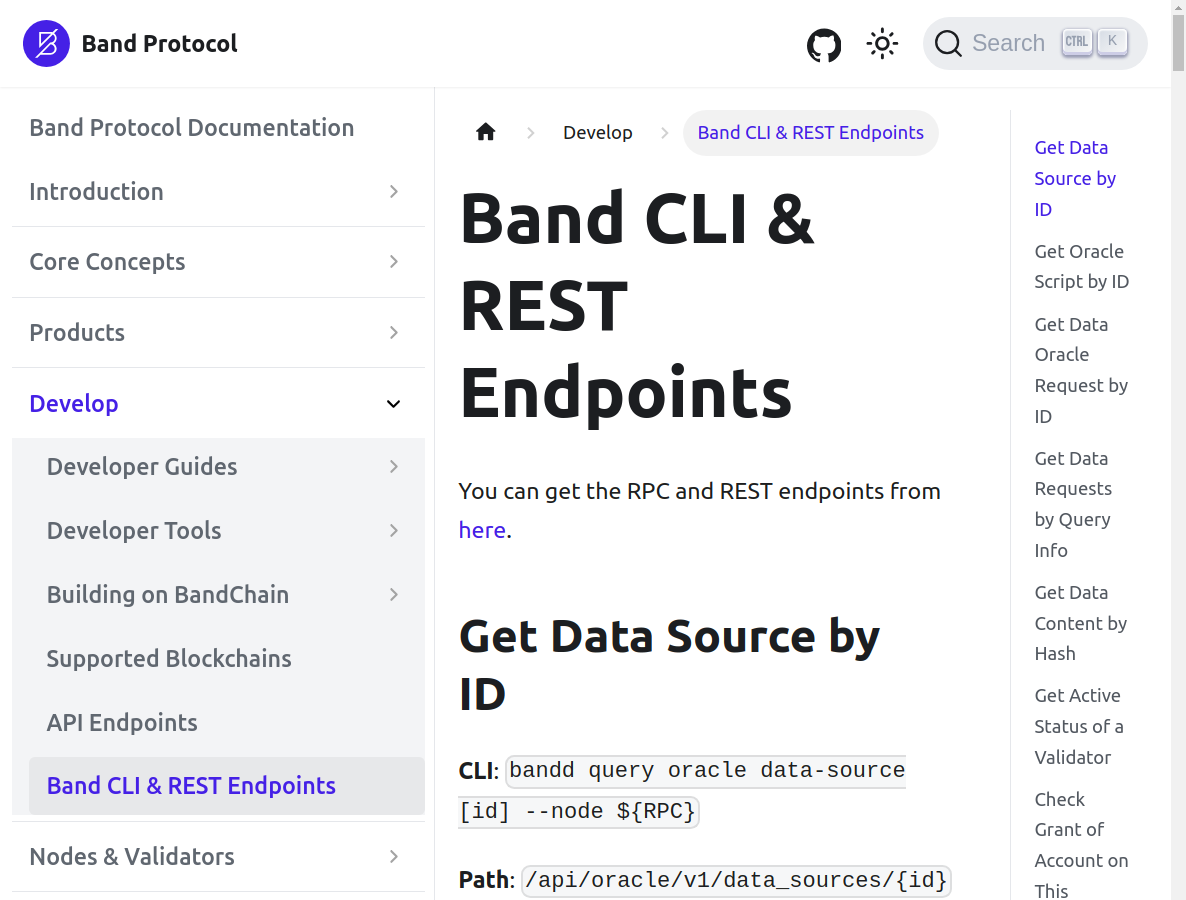 Band Protocol
Search
CTRL
K
Band Protocol Documentation
Introduction
Core Concepts
Products
Develop
Developer Guides
Developer Tools
Building on BandChain
Supported Blockchains
API Endpoints
Band CLI & REST Endpoints
Nodes & Validators
Develop
Band CLI & REST Endpoints
Band CLI &
REST
Endpoints
You can get the RPC and REST endpoints from
here.
Get Data Source by
ID
CLI: bandd query oracle data-source
[id] --node ${RPC}
Path: /api/oracle/v1/data_sources/{id}
Get Data
Source by
ID
Get Oracle
Script by ID
Get Data
Oracle
Request by
ID
Get Data
Requests
by Query
Info
Get Data
Content by
Hash
Get Active
Status of a
Validator
Check
Grant of
Account on
This